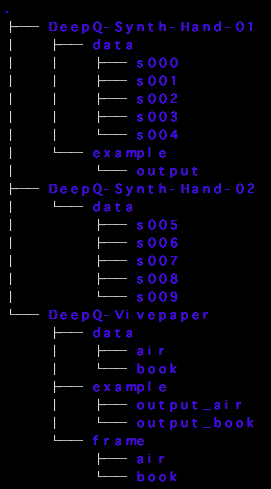 .
├── DeepQ-Synth-Hand-01
│   ├── data
│   │   ├── s000
│   │   ├── s001
│   │   ├── s002
│   │   ├── s003
│   │   └── s004
│   └── example
│       └── output
├── DeepQ-Synth-Hand-02
│   └── data
│       ├── s005
│       ├── s006
│       ├── s007
│       ├── s008
│       └── s009
└── DeepQ-Vivepaper
    ├── data
    │   ├── air
    │   └── book
    ├── example
    │   ├── output_air
    │   └── output_book
    └── frame
        ├── air
        └── book